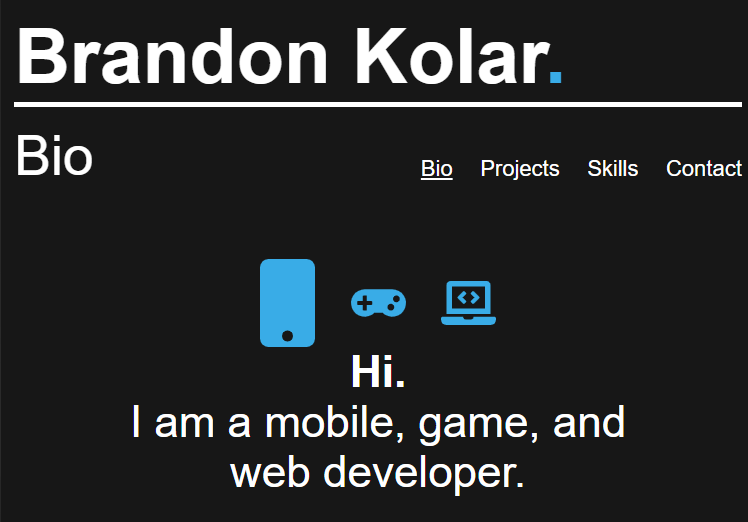 Brandon Kolar.
Bio
Bio Projects Skills Contact
Hi.
I am a mobile, game, and
web developer.